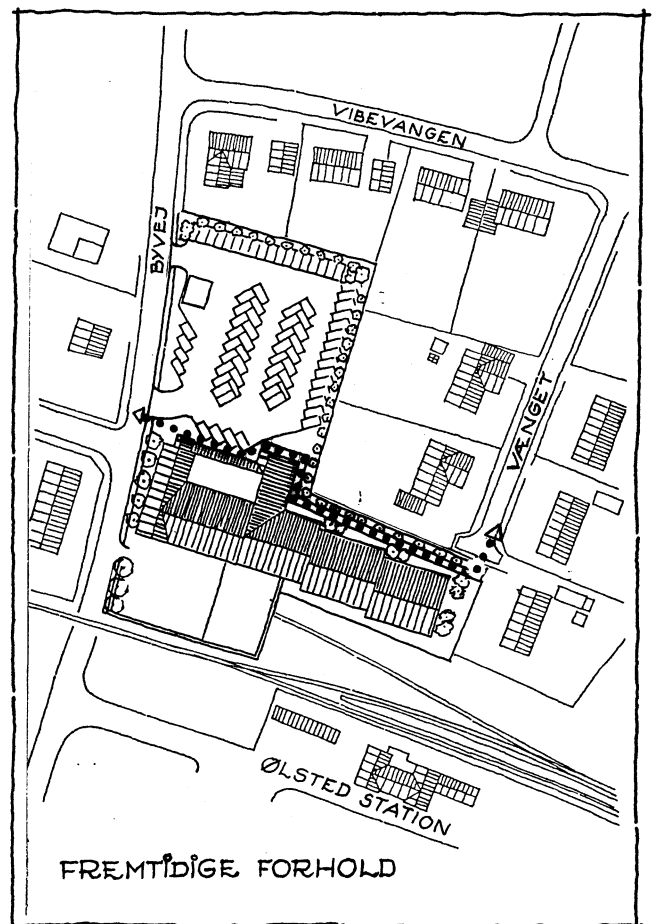 VIBEVANGEN
BYVEJ
VÆNGET
ØLSTED STATION
FREMTIDIGE FORHOLD